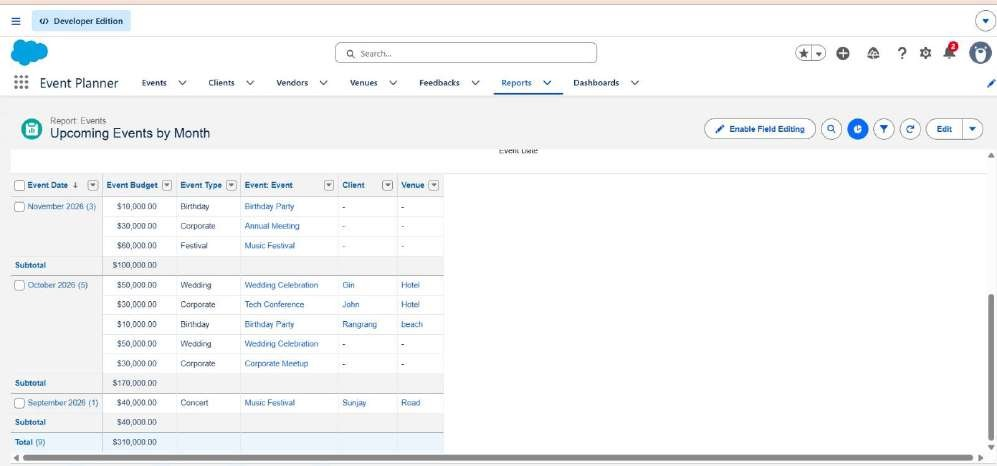 Developer Edition
Search...
2
Event Planner Events Clients Vendors Venues Feedbacks Reports Dashboards
Report: Events
Upcoming Events by Month
Enable Field Editing Edit
Event Date
Event Date ↓ Event Budget Event Type Event: Event Client Venue
November 2026 (3) $10,000.00 Birthday Birthday Party - -
$30,000.00 Corporate Annual Meeting - -
$60,000.00 Festival Music Festival - -
Subtotal $100,000.00
October 2026 (5) $50,000.00 Wedding Wedding Celebration Gin Hotel
$30,000.00 Corporate Tech Conference John Hotel
$10,000.00 Birthday Birthday Party Rangrang beach
$50,000.00 Wedding Wedding Celebration - -
$30,000.00 Corporate Corporate Meetup - -
Subtotal $170,000.00
September 2026 (1) $40,000.00 Concert Music Festival Sunjay Road
Subtotal $40,000.00
Total (9) $310,000.00